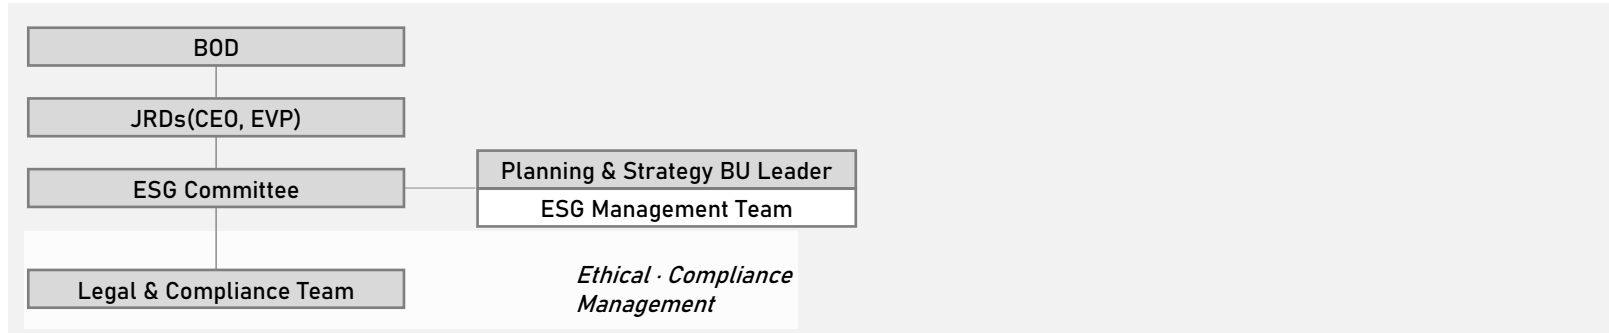 BOD
JRDs(CEO, EVP)
ESG Committee
Planning & Strategy BU Leader
ESG Management Team
Legal & Compliance Team
Ethical · Compliance
Management